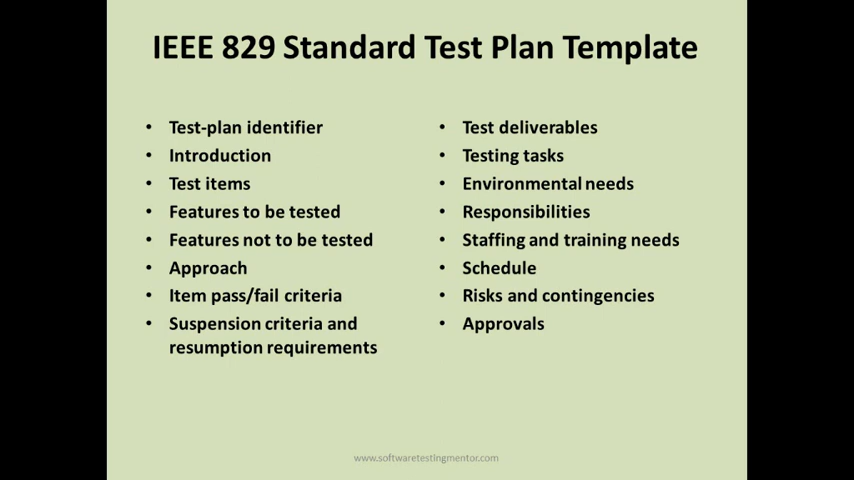 IEEE 829 Standard Test Plan Template
• Test-plan identifier
• Introduction
• Test items
• Features to be tested
• Features not to be tested
• Approach
• Item pass/fail criteria
• Suspension criteria and
resumption requirements
• Test deliverables
• Testing tasks
• Environmental needs
• Responsibilities
• Staffing and training needs
• Schedule
• Risks and contingencies
• Approvals
www.softwaretestingmentor.com